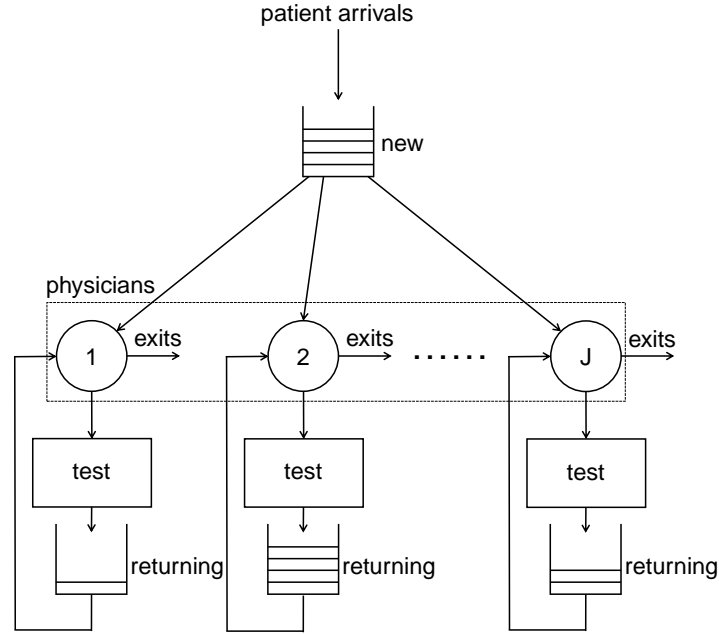 patient arrivals
new
physicians
1
exits
2
exits
......
J
exits
test
test
test
returning
returning
returning